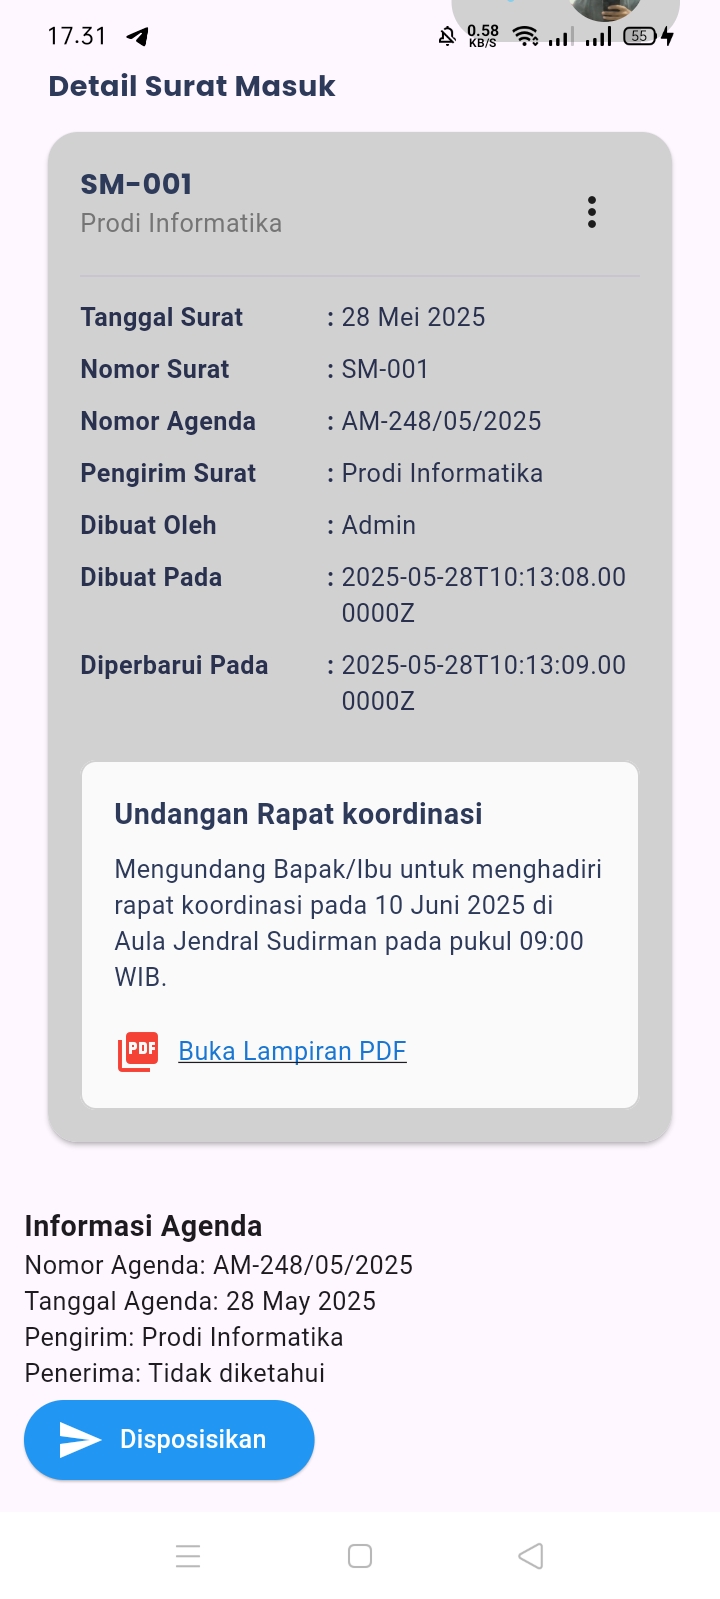 17.31
0.58
KB/S
55
Detail Surat Masuk
SM-001
Prodi Informatika
Tanggal Surat : 28 Mei 2025
Nomor Surat : SM-001
Nomor Agenda : AM-248/05/2025
Pengirim Surat : Prodi Informatika
Dibuat Oleh : Admin
Dibuat Pada : 2025-05-28T10:13:08.00
0000Z
Diperbarui Pada : 2025-05-28T10:13:09.00
0000Z
Undangan Rapat koordinasi
Mengundang Bapak/Ibu untuk menghadiri
rapat koordinasi pada 10 Juni 2025 di
Aula Jendral Sudirman pada pukul 09:00
WIB.
PDF Buka Lampiran PDF
Informasi Agenda
Nomor Agenda: AM-248/05/2025
Tanggal Agenda: 28 May 2025
Pengirim: Prodi Informatika
Penerima: Tidak diketahui
Disposisikan